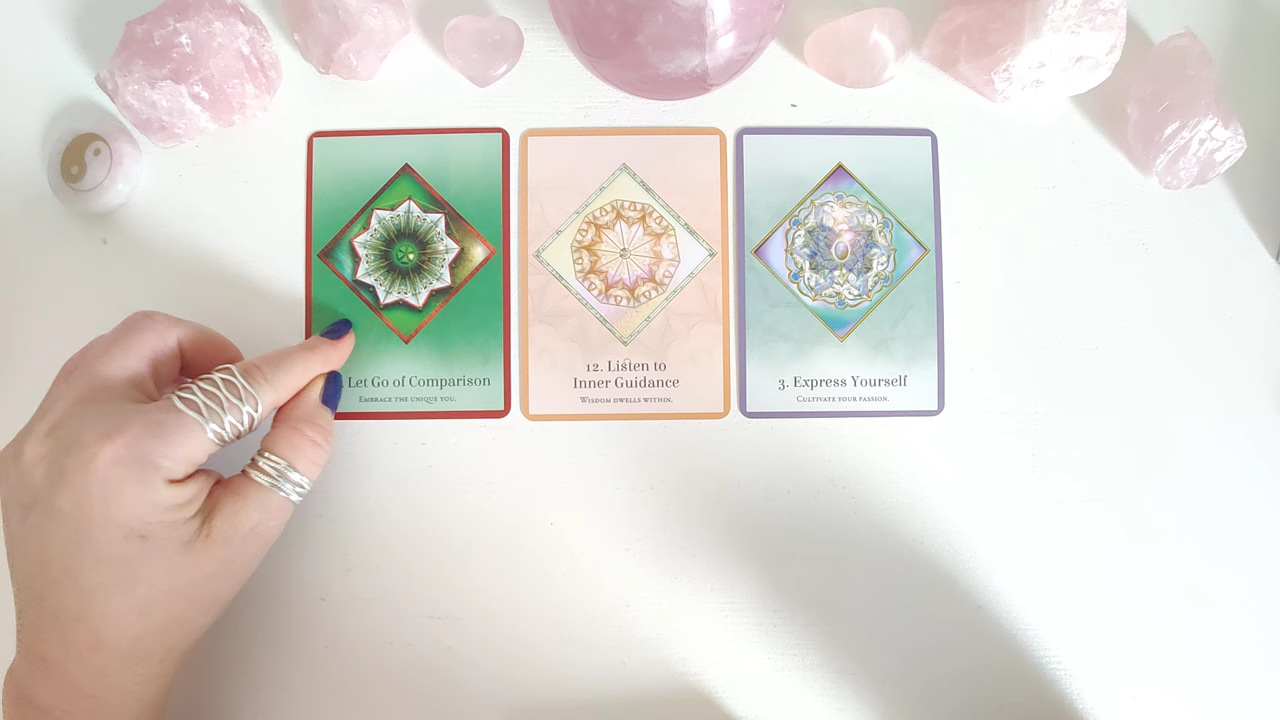 Let Go of Comparison
Embrace the unique you.
12. Listen to
Inner Guidance
Wisdom dwells within.
3. Express Yourself
Cultivate your passion.